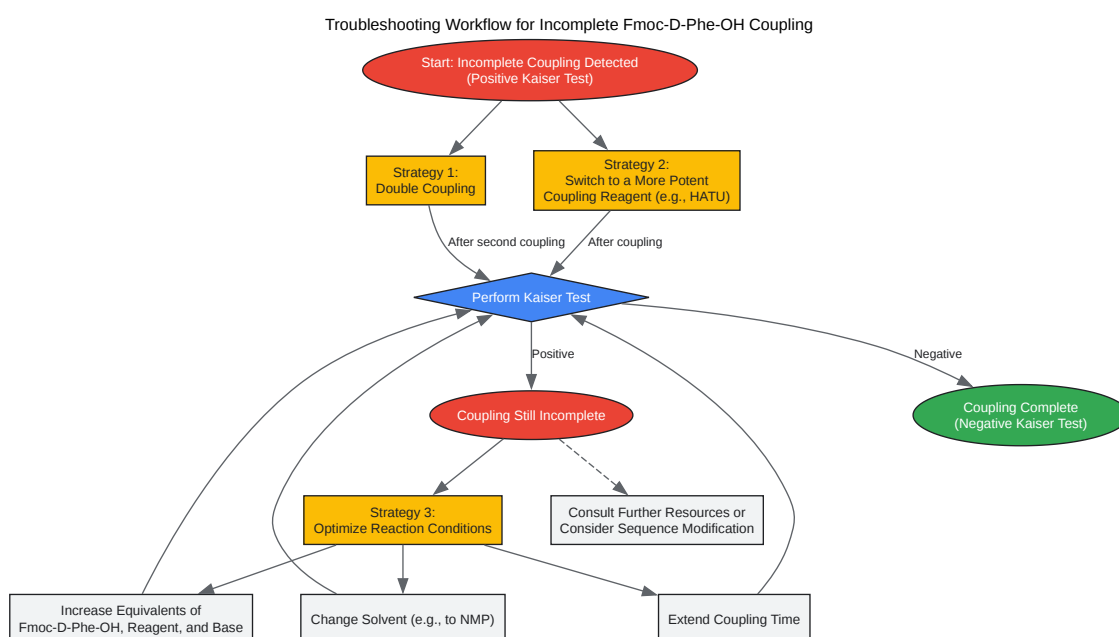 Troubleshooting Workflow for Incomplete Fmoc-D-Phe-OH Coupling
Start: Incomplete Coupling Detected
(Positive Kaiser Test)
Strategy 1:
Double Coupling
Strategy 2:
Switch to a More Potent
Coupling Reagent (e.g., HATU)
After second coupling
After coupling
Perform Kaiser Test
Positive
Negative
Coupling Still Incomplete
Coupling Complete
(Negative Kaiser Test)
Strategy 3:
Optimize Reaction Conditions
Consult Further Resources or
Consider Sequence Modification
Increase Equivalents of
Fmoc-D-Phe-OH, Reagent, and Base
Change Solvent (e.g., to NMP)
Extend Coupling Time